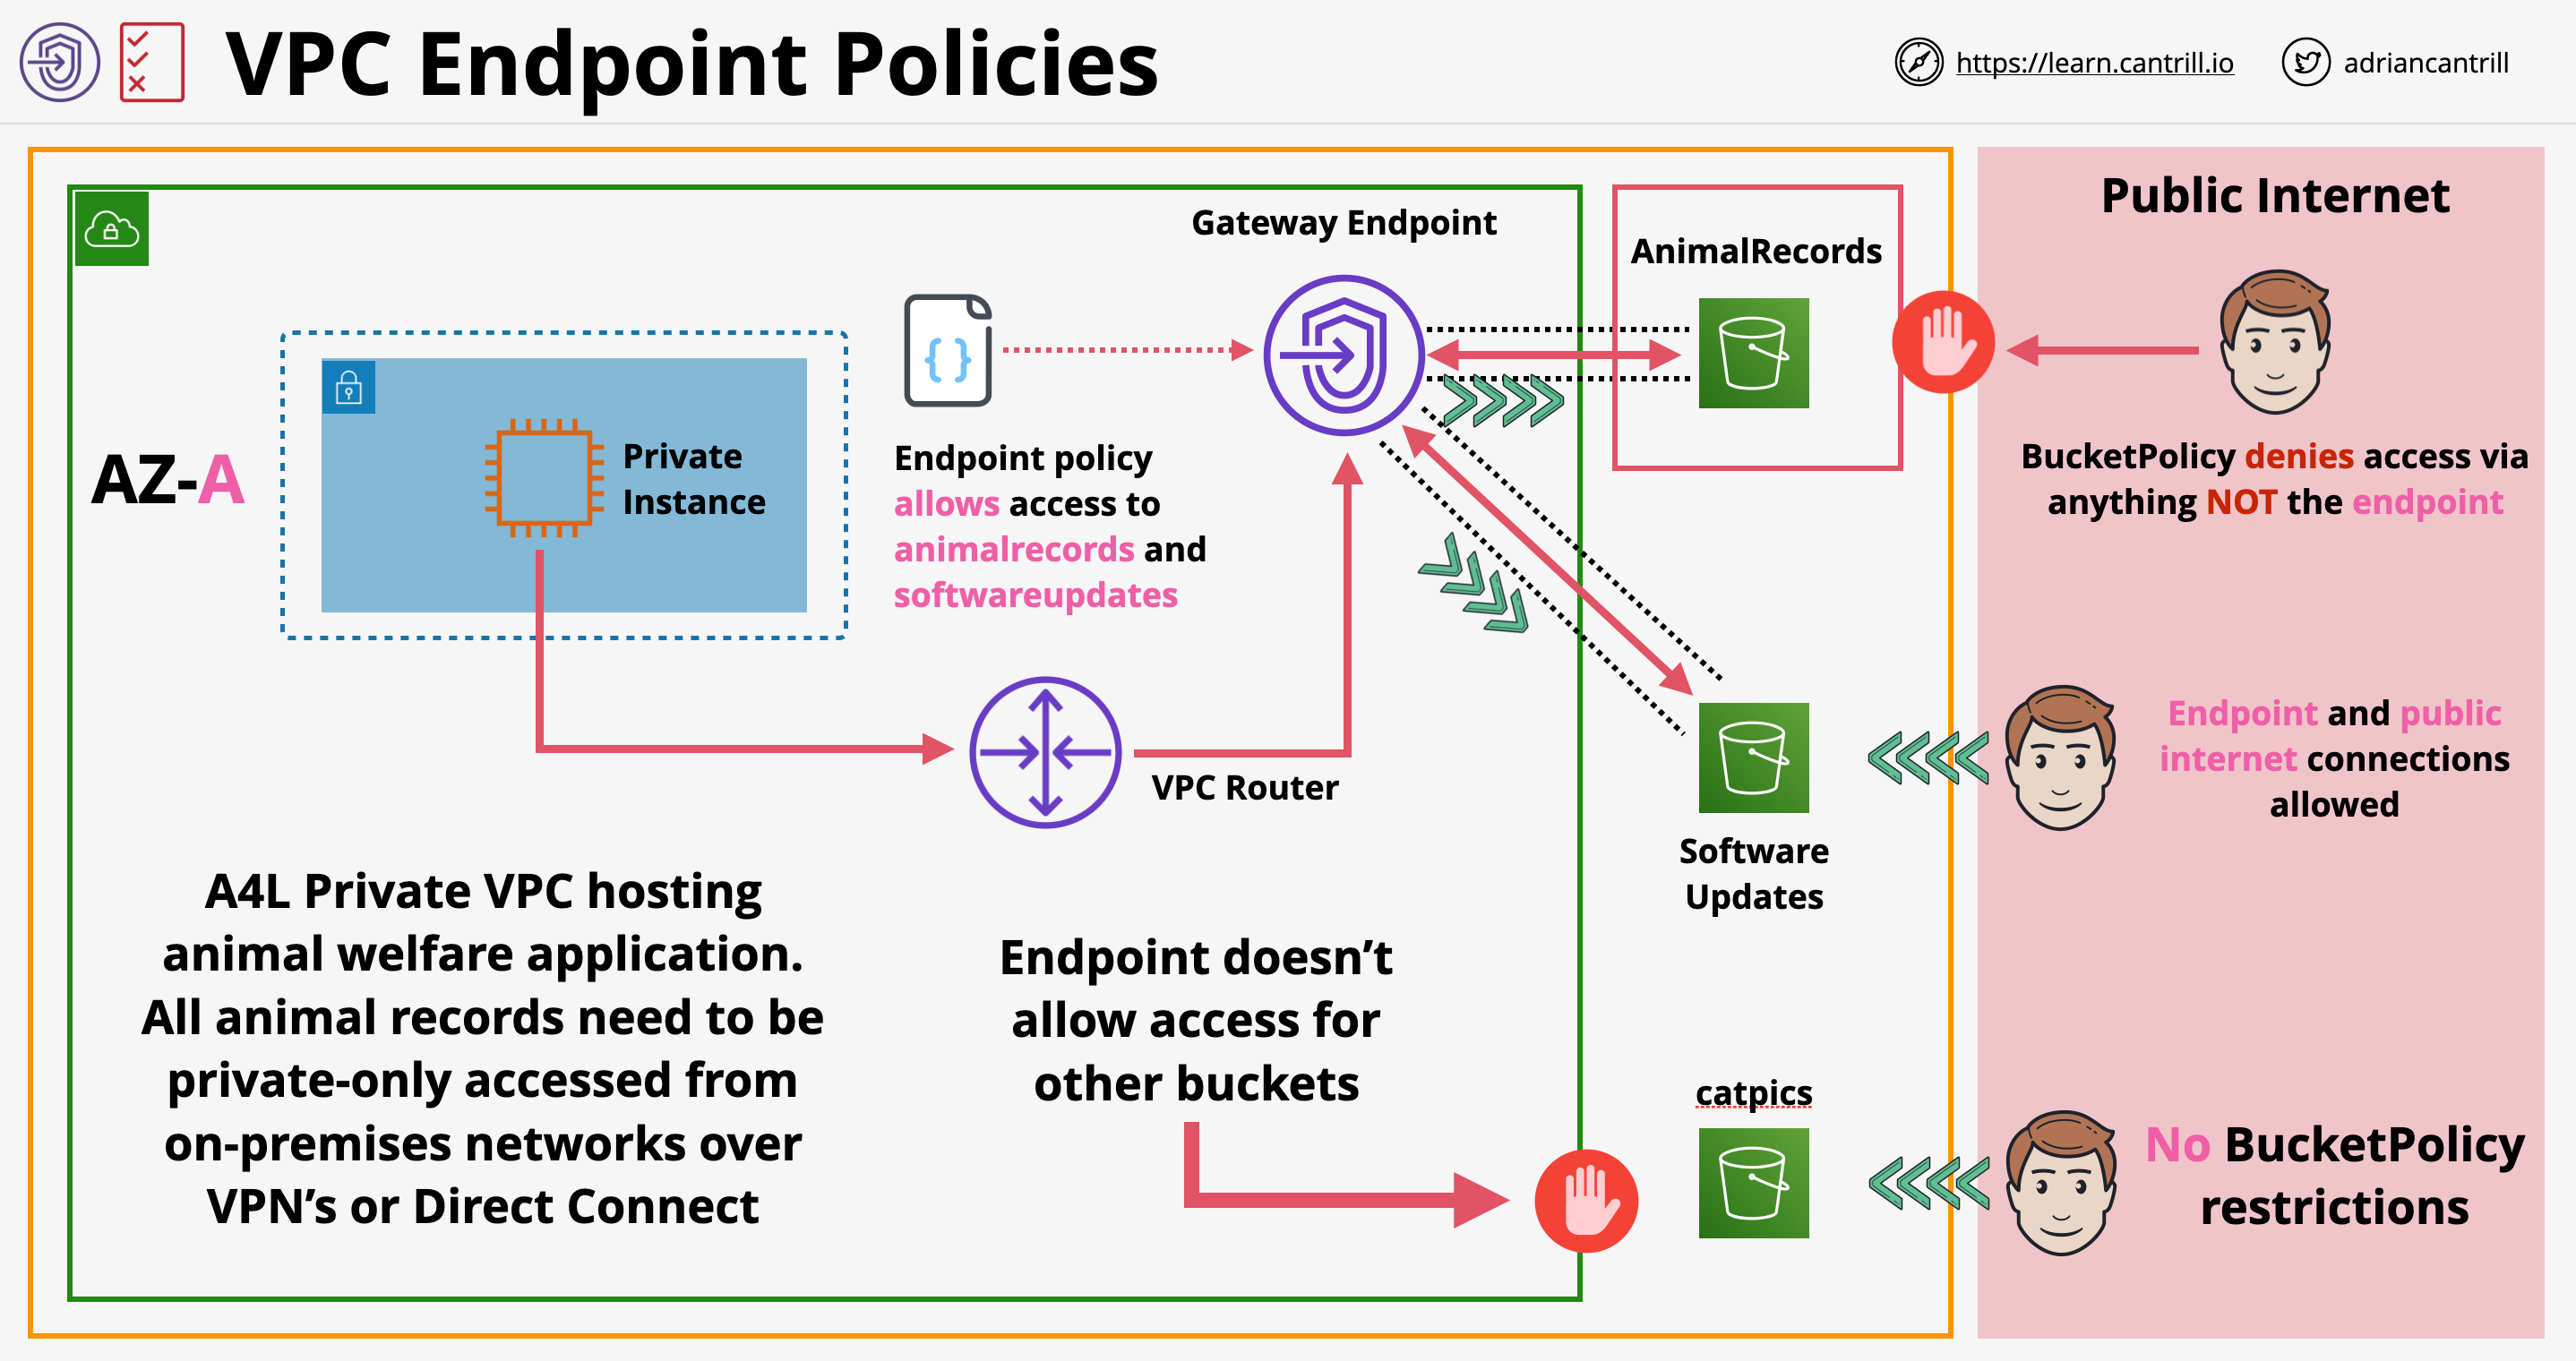 VPC Endpoint Policies
https://learn.cantrill.io
adriancantrill
Public Internet
Gateway Endpoint
AnimalRecords
{ }
AZ-A
Private
Instance
Endpoint policy
allows access to
animalrecords and
softwareupdates
BucketPolicy denies access via
anything NOT the endpoint
VPC Router
Endpoint and public
internet connections
allowed
Software
Updates
A4L Private VPC hosting
animal welfare application.
All animal records need to be
private-only accessed from
on-premises networks over
VPN’s or Direct Connect
Endpoint doesn’t
allow access for
other buckets
catpics
No BucketPolicy
restrictions